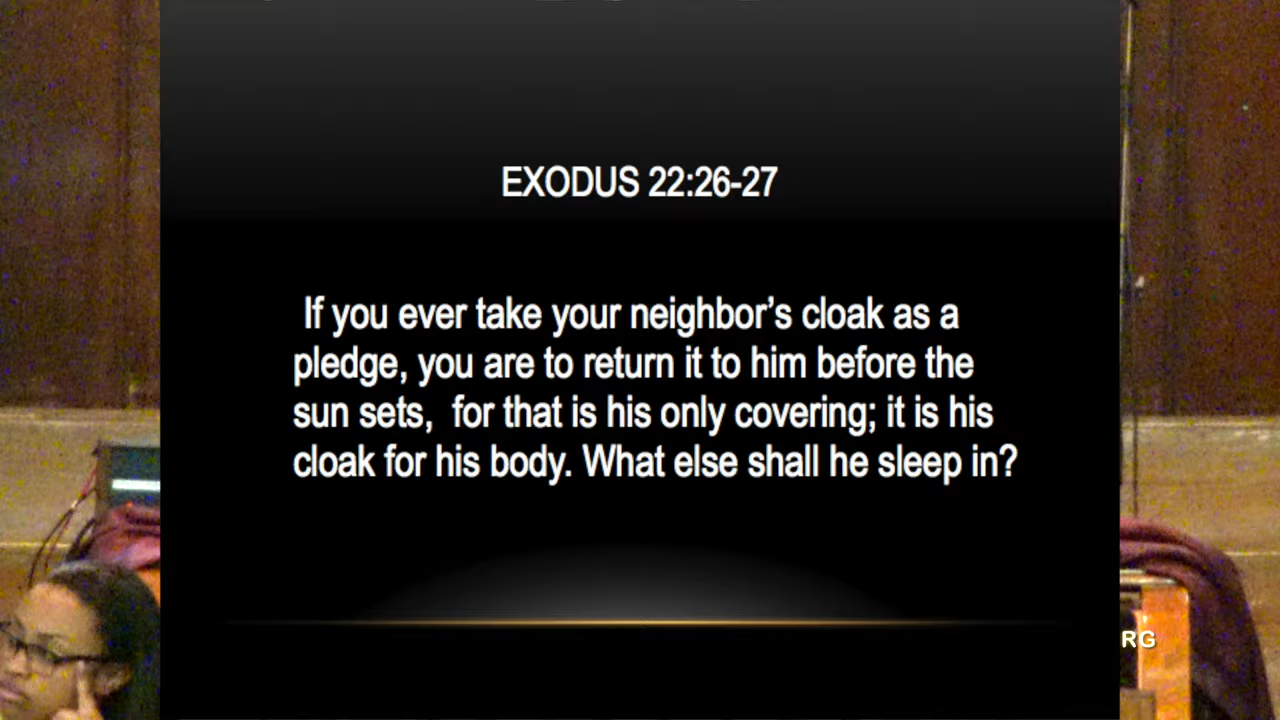 EXODUS 22:26-27
If you ever take your neighbor’s cloak as a
pledge, you are to return it to him before the
sun sets,  for that is his only covering; it is his
cloak for his body. What else shall he sleep in?
RG